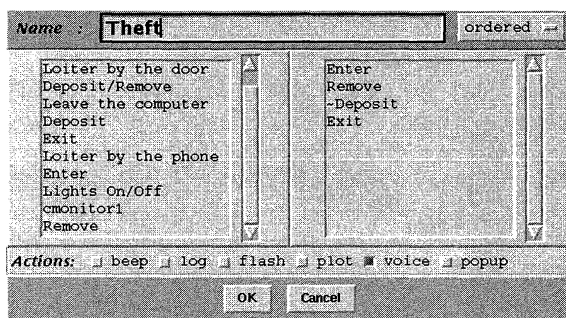 Name : Theft ordered
Loiter by the door
Deposit/Remove
Leave the computer
Deposit
Exit
Loiter by the phone
Enter
Lights On/Off
cmonitor1
Remove
Enter
Remove
~Deposit
Exit
Actions: beep log flash plot voice popup
OK Cancel